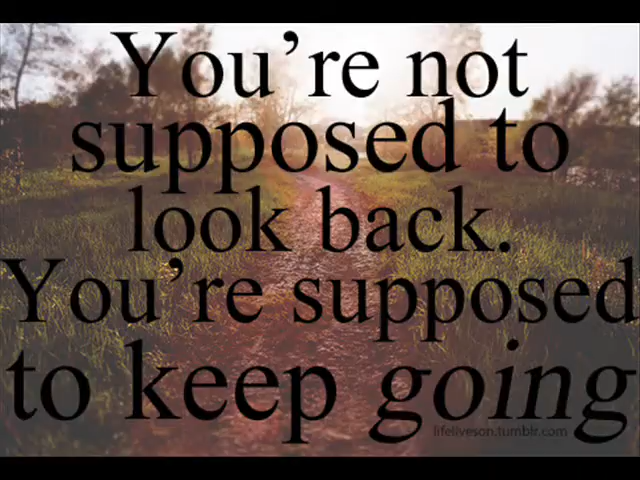 You’re not
supposed to
look back.
You’re supposed
to keep going
lifeliveson.tumblr.com